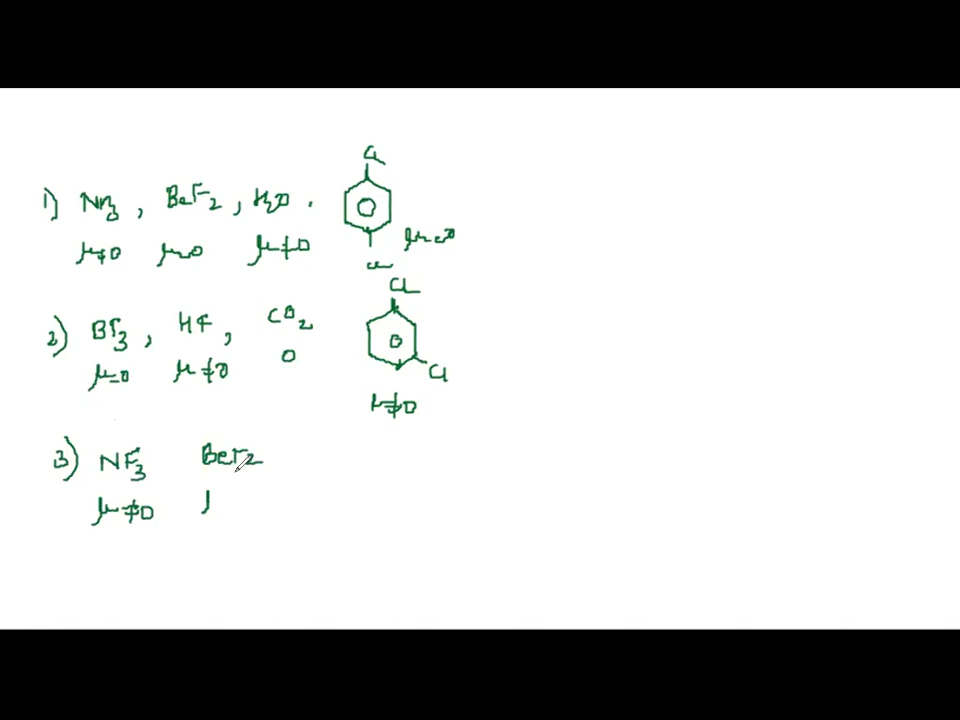 Cl
1) NH3, BeF2, H2O,
μ≠0 μ=0 μ≠0 μ=0
Cl
Cl
2) BF3, HF, CO2
μ=0 μ≠0 0
Cl
μ≠0
3) NF3 BeF2
μ≠0